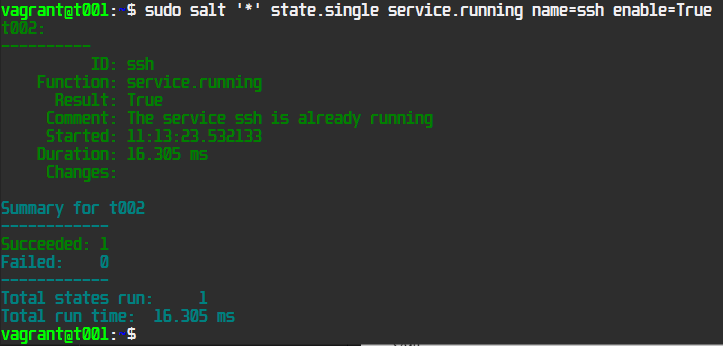 vagrant@t001:~$ sudo salt '*' state.single service.running name=ssh enable=True
t002:
----------
          ID: ssh
    Function: service.running
      Result: True
     Comment: The service ssh is already running
     Started: 11:13:23.532133
    Duration: 16.305 ms
     Changes:

Summary for t002
------------
Succeeded: 1
Failed:    0
------------
Total states run:     1
Total run time:  16.305 ms
vagrant@t001:~$